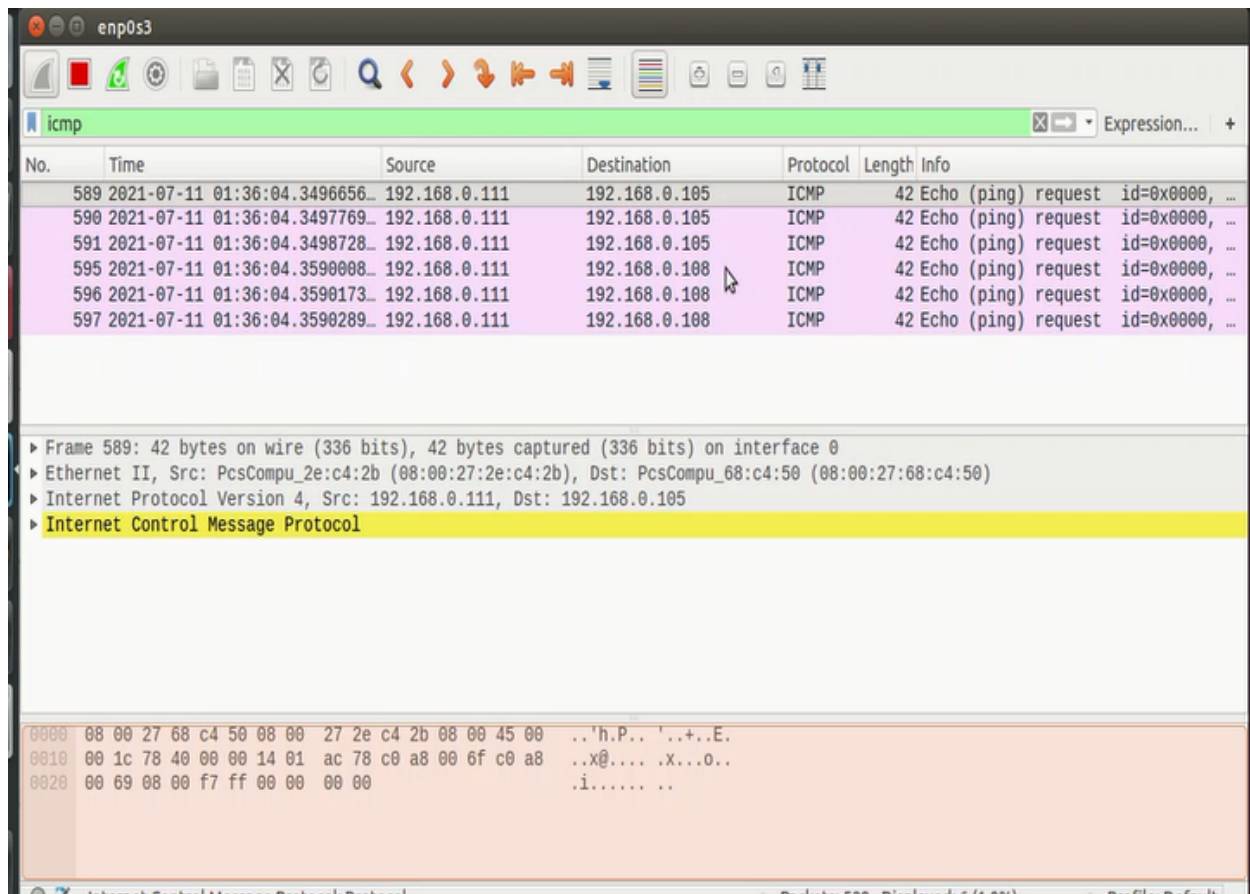 enp0s3
icmp
Expression... +
No. Time Source Destination Protocol Length Info
589 2021-07-11 01:36:04.3496656… 192.168.0.111 192.168.0.105 ICMP 42 Echo (ping) request id=0x0000, …
590 2021-07-11 01:36:04.3497769… 192.168.0.111 192.168.0.105 ICMP 42 Echo (ping) request id=0x0000, …
591 2021-07-11 01:36:04.3498728… 192.168.0.111 192.168.0.105 ICMP 42 Echo (ping) request id=0x0000, …
595 2021-07-11 01:36:04.3590008… 192.168.0.111 192.168.0.108 ICMP 42 Echo (ping) request id=0x0000, …
596 2021-07-11 01:36:04.3590173… 192.168.0.111 192.168.0.108 ICMP 42 Echo (ping) request id=0x0000, …
597 2021-07-11 01:36:04.3590289… 192.168.0.111 192.168.0.108 ICMP 42 Echo (ping) request id=0x0000, …
Frame 589: 42 bytes on wire (336 bits), 42 bytes captured (336 bits) on interface 0
Ethernet II, Src: PcsCompu_2e:c4:2b (08:00:27:2e:c4:2b), Dst: PcsCompu_68:c4:50 (08:00:27:68:c4:50)
Internet Protocol Version 4, Src: 192.168.0.111, Dst: 192.168.0.105
Internet Control Message Protocol
0000 08 00 27 68 c4 50 08 00 27 2e c4 2b 08 00 45 00 ..'h.P.. '..+..E.
0010 00 1c 78 40 00 00 14 01 ac 78 c0 a8 00 6f c0 a8 ..x@.... .x...o..
0020 00 69 08 00 f7 ff 00 00 00 00 .i...... ..